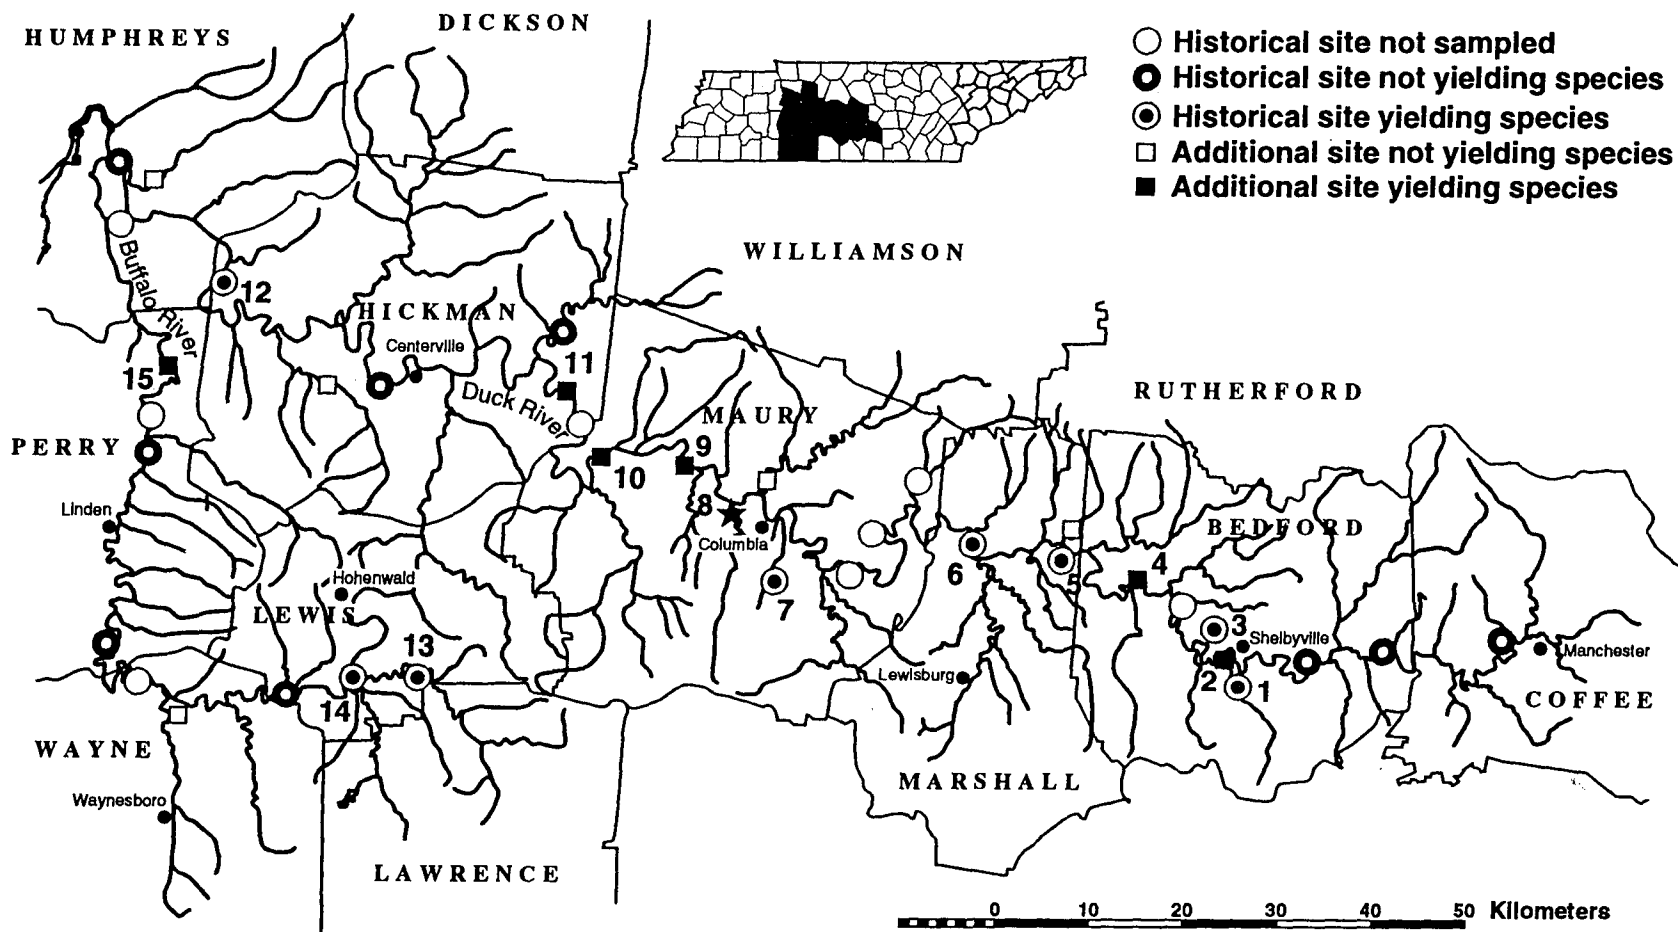 HUMPHREYS
DICKSON
Historical site not sampled
Historical site not yielding species
Historical site yielding species
Additional site not yielding species
Additional site yielding species
WILLIAMSON
Buffalo River
12
HICKMAN
Centerville
11
15
Duck River
MAURY
RUTHERFORD
PERRY
9
10
8
Linden
Columbia
BEDFORD
4
6
5
7
Hohenwald
LEWIS
3
Shelbyville
Manchester
13
Lewisburg
2
1
14
COFFEE
WAYNE
MARSHALL
Waynesboro
LAWRENCE
0 10 20 30 40 50 Kilometers